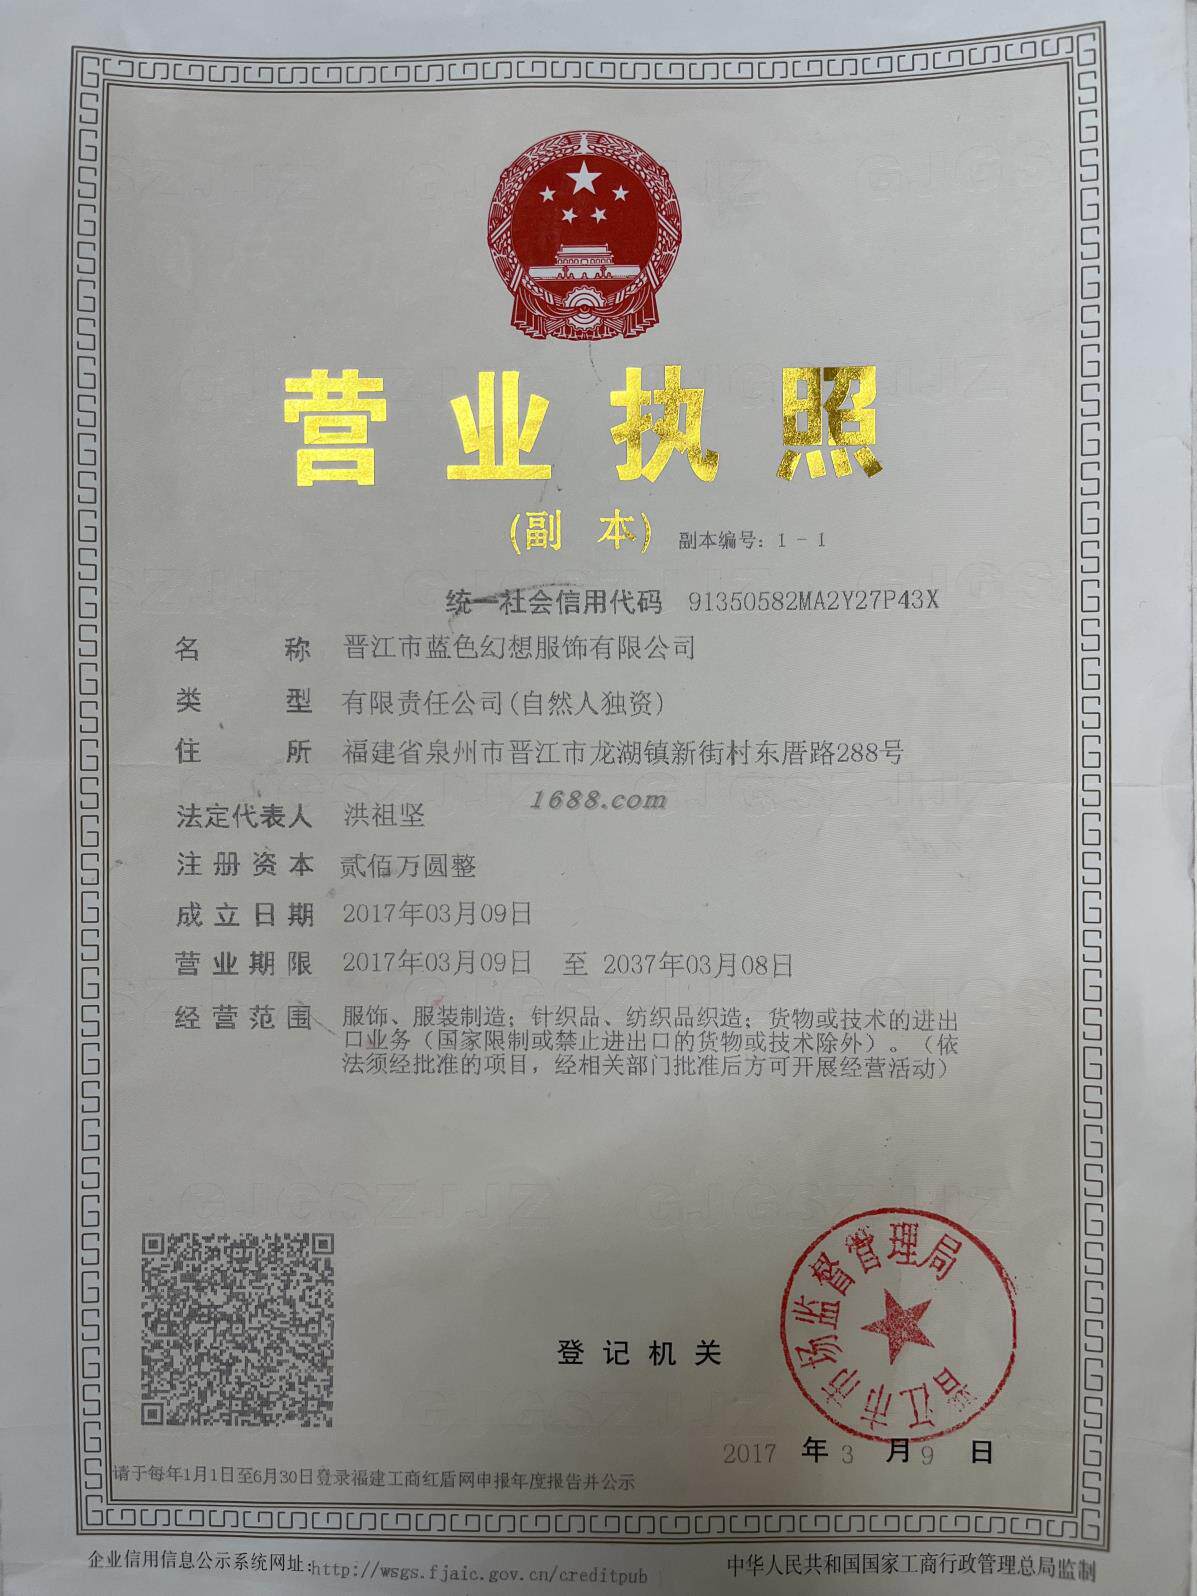 营业执照
(副 本) 副本编号：1-1
统一社会信用代码 91350582MA2Y27P43X
名 称 晋江市蓝色幻想服饰有限公司
类 型 有限责任公司(自然人独资)
住 所 福建省泉州市晋江市龙湖镇新街村东厝路288号
1688.com
法定代表人 洪祖坚
注册资本 贰佰万圆整
成立日期 2017年03月09日
营业期限 2017年03月09日 至 2037年03月08日
经营范围 服饰、服装制造；针织品、纺织品织造；货物或技术的进出
口业务（国家限制或禁止进出口的货物或技术除外）。（依
法须经批准的项目，经相关部门批准后方可开展经营活动）
晋江市市场监督管理局
登记机关
2017 年 3 月 9 日
请于每年1月1日至6月30日登录福建工商红盾网申报年度报告并公示
企业信用信息公示系统网址:http://wsgs.fjaic.gov.cn/creditpub 中华人民共和国国家工商行政管理总局监制